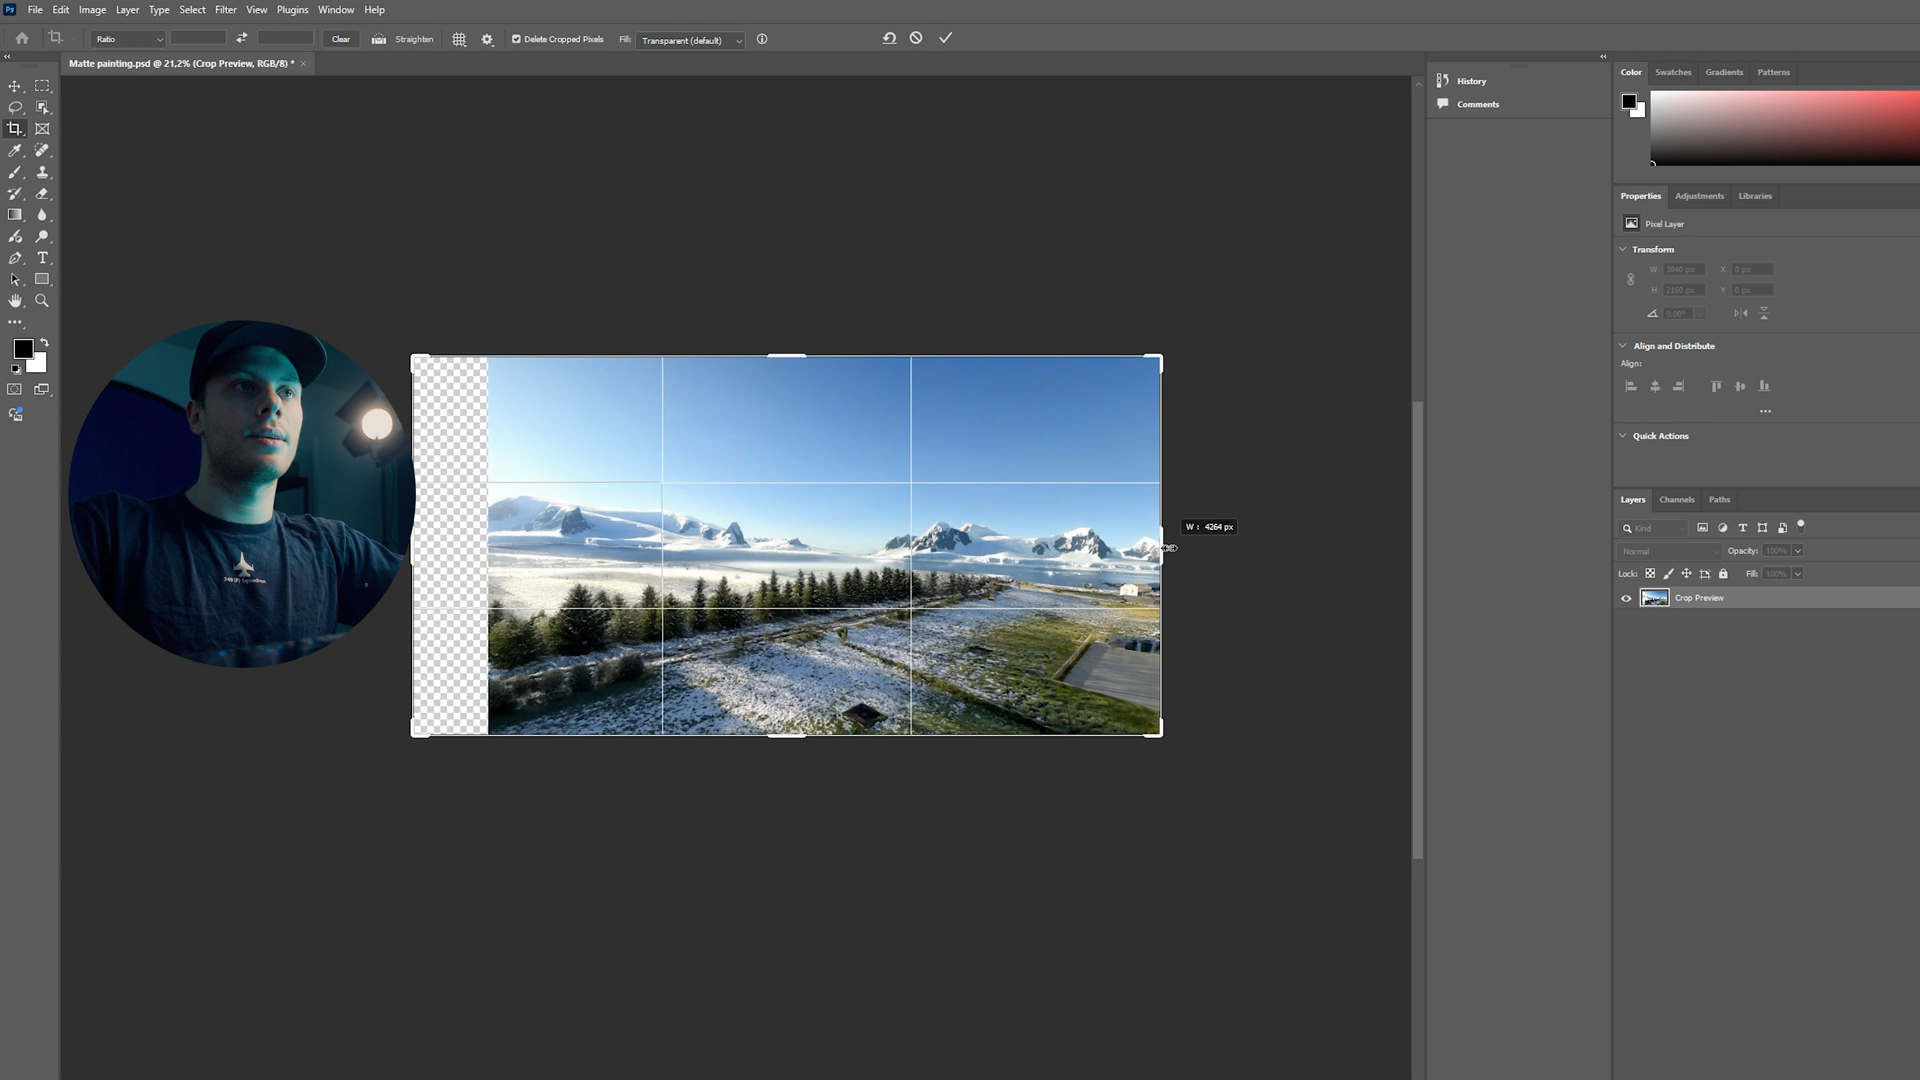 Ps File Edit Image Layer Type Select Filter View Plugins Window Help
Ratio Clear Straighten Delete Cropped Pixels Fill: Transparent (default)
Matte painting.psd @ 21,2% (Crop Preview, RGB/8) * ×
History
Comments
Color Swatches Gradients Patterns
Properties Adjustments Libraries
Pixel Layer
Transform
W 3840 px X 0 px
H 2160 px Y 0 px
0,00°
Align and Distribute
Align:
Quick Actions
Layers Channels Paths
Kind
Normal Opacity: 100%
Lock: Fill: 100%
Crop Preview
W : 4264 px
349 (F) Squadron